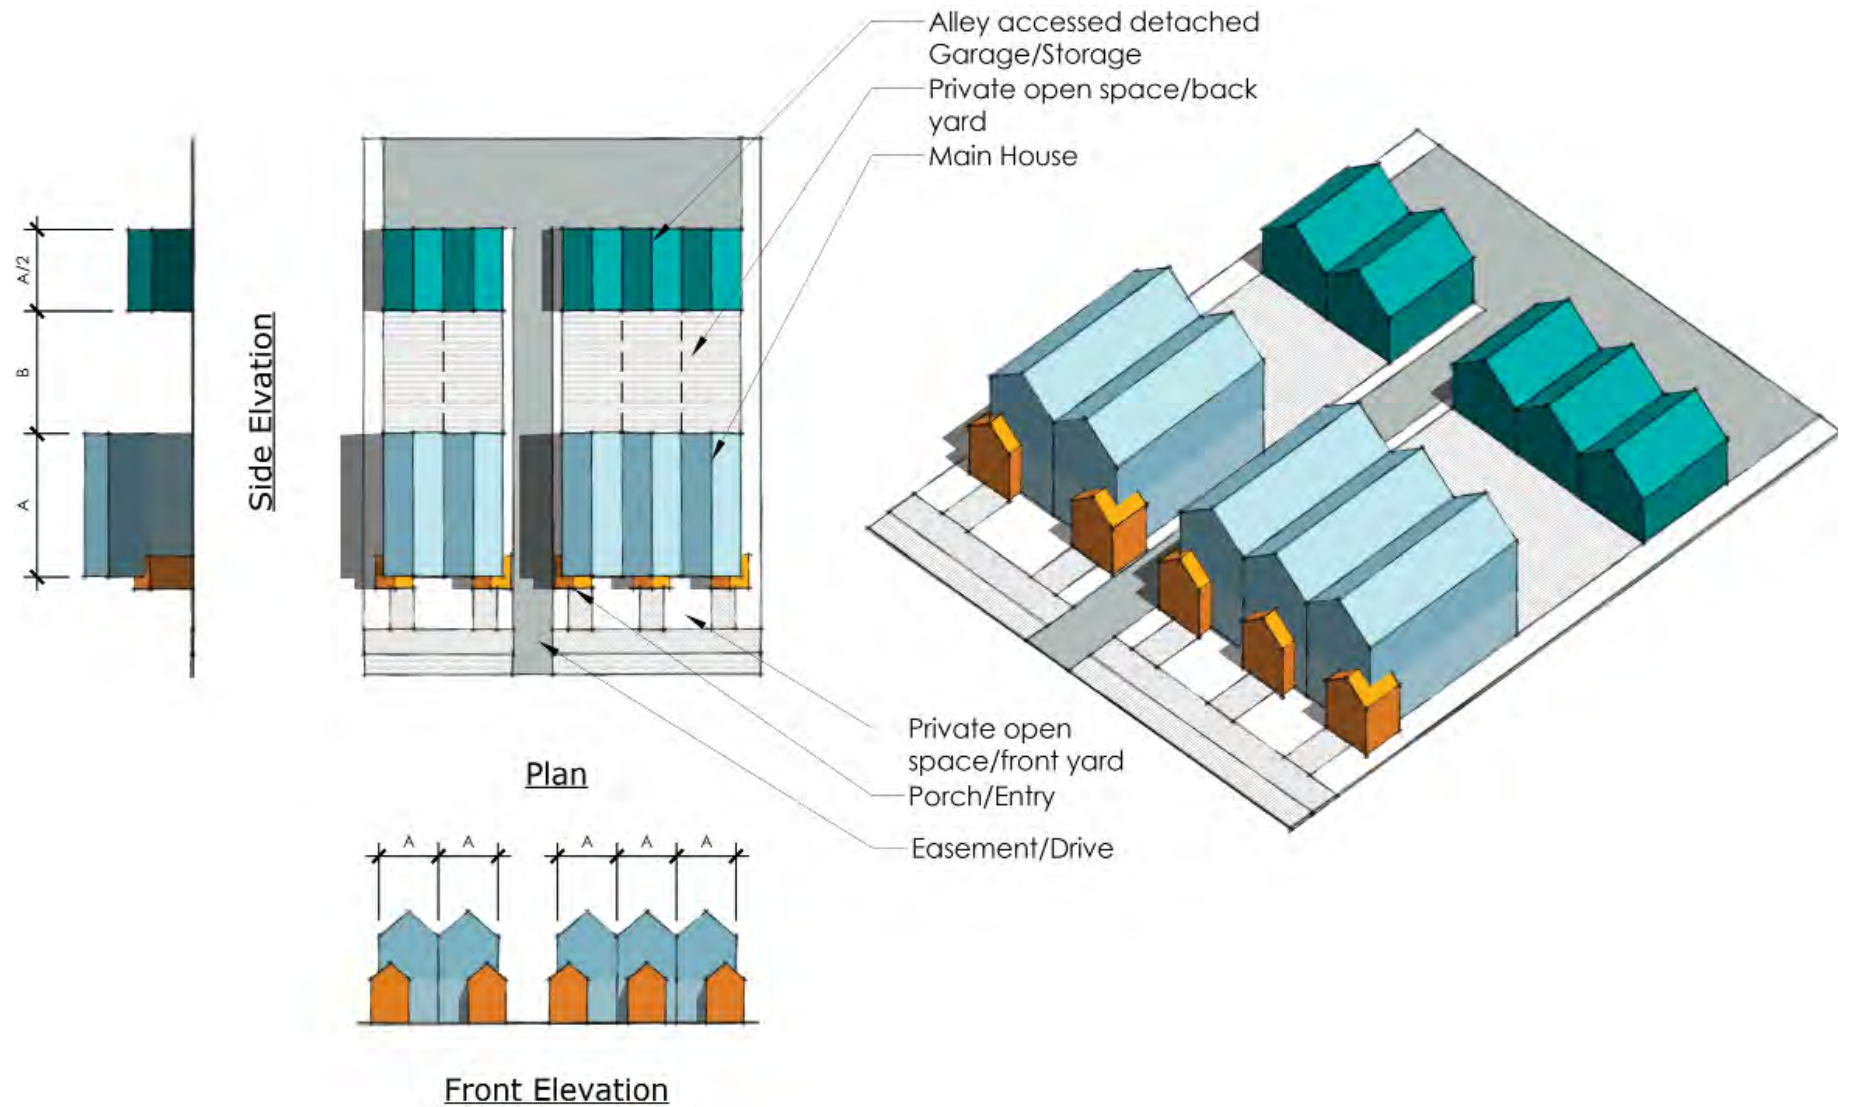 Alley accessed detached
Garage/Storage
Private open space/back
yard
Main House
A/2
B
A
Side Elvation
Private open
space/front yard
Porch/Entry
Easement/Drive
Plan
A A A A A
Front Elevation